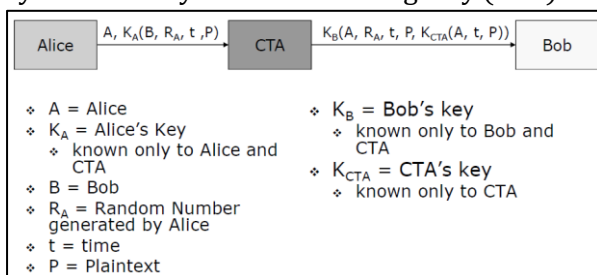 Alice
A, K_A(B, R_A, t ,P)
CTA
K_B(A, R_A, t, P, K_CTA(A, t, P))
Bob
❖ A = Alice
❖ K_A = Alice's Key
❖ known only to Alice and
CTA
❖ B = Bob
❖ R_A = Random Number
generated by Alice
❖ t = time
❖ P = Plaintext
❖ K_B = Bob's key
❖ known only to Bob and
CTA
❖ K_CTA = CTA's key
❖ known only to CTA